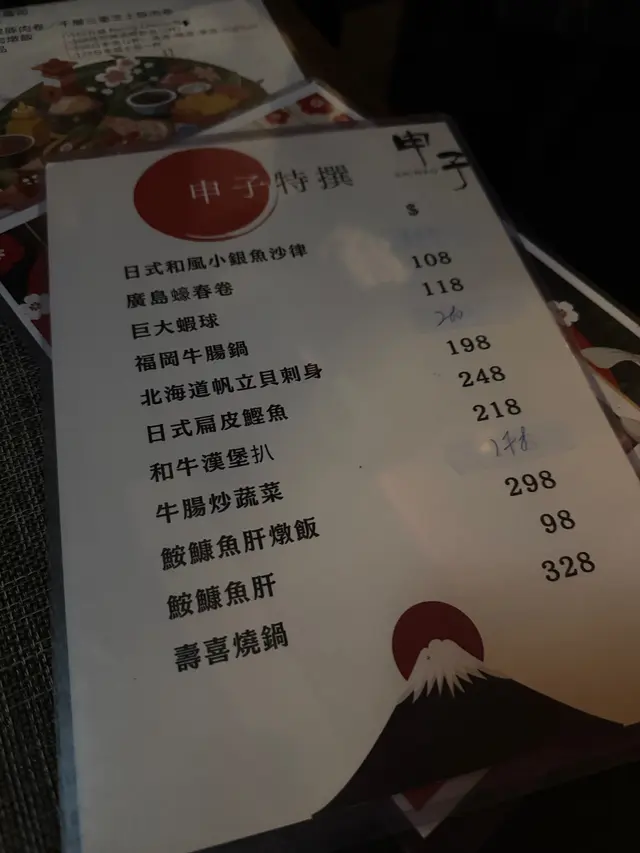 申子特撰
申子
$
日式和風小銀魚沙律
廣島蠔春卷 108
巨大蝦球 118
福岡牛腸鍋
北海道帆立貝刺身 198
日式扁皮鰹魚 248
和牛漢堡扒 218
牛腸炒蔬菜
鮟鱇魚肝燉飯 298
鮟鱇魚肝 98
壽喜燒鍋 328